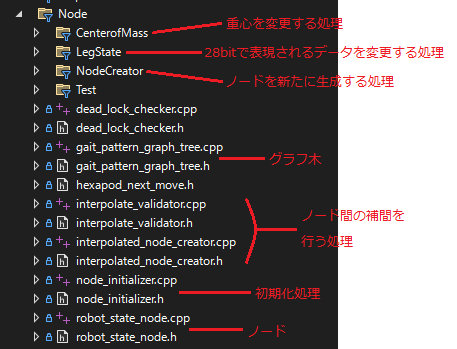 Node
CenterofMass
重心を変更する処理
LegState
28bitで表現されるデータを変更する処理
NodeCreator
ノードを新たに生成する処理
Test
dead_lock_checker.cpp
dead_lock_checker.h
gait_pattern_graph_tree.cpp
gait_pattern_graph_tree.h
グラフ木
hexapod_next_move.h
interpolate_validator.cpp
interpolate_validator.h
interpolated_node_creator.cpp
interpolated_node_creator.h
ノード間の補間を
行う処理
node_initializer.cpp
node_initializer.h
初期化処理
robot_state_node.cpp
robot_state_node.h
ノード